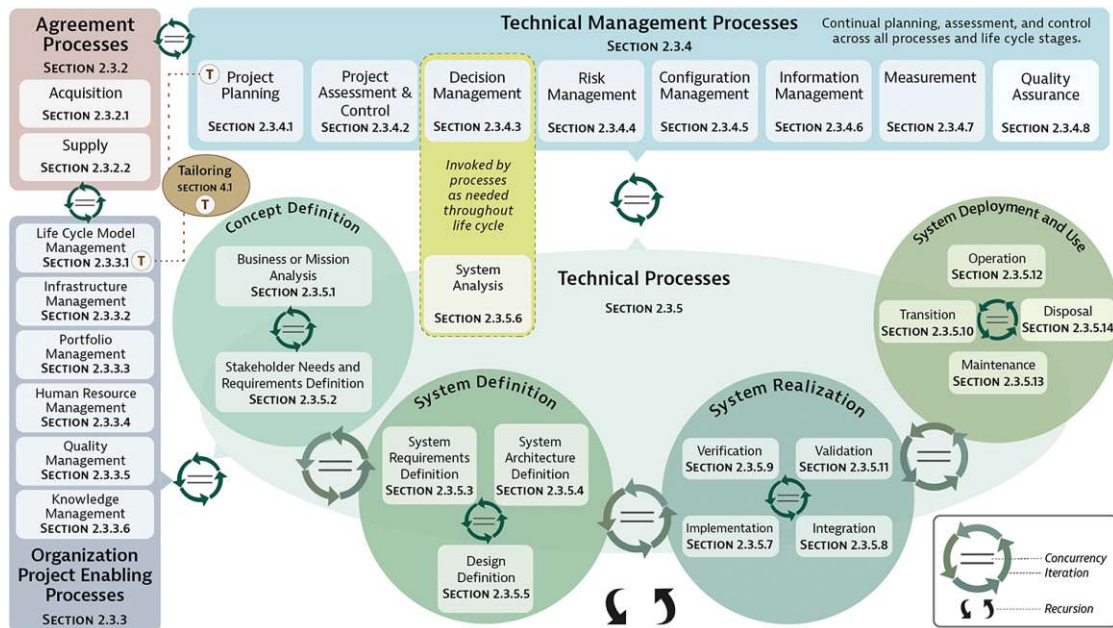 Agreement
Processes
SECTION 2.3.2
Acquisition
SECTION 2.3.2.1
Supply
SECTION 2.3.2.2
Technical Management Processes
SECTION 2.3.4
Continual planning, assessment, and control
across all processes and life cycle stages.
T
Project
Planning
SECTION 2.3.4.1
Project
Assessment &
Control
SECTION 2.3.4.2
Decision
Management
SECTION 2.3.4.3
Risk
Management
SECTION 2.3.4.4
Configuration
Management
SECTION 2.3.4.5
Information
Management
SECTION 2.3.4.6
Measurement
SECTION 2.3.4.7
Quality
Assurance
SECTION 2.3.4.8
Invoked by
processes
as needed
throughout
life cycle
System
Analysis
SECTION 2.3.5.6
Tailoring
SECTION 4.1
T
Life Cycle Model
Management
SECTION 2.3.3.1
T
Infrastructure
Management
SECTION 2.3.3.2
Portfolio
Management
SECTION 2.3.3.3
Human Resource
Management
SECTION 2.3.3.4
Quality
Management
SECTION 2.3.3.5
Knowledge
Management
SECTION 2.3.3.6
Organization
Project Enabling
Processes
SECTION 2.3.3
Technical Processes
SECTION 2.3.5
Concept Definition
Business or Mission
Analysis
SECTION 2.3.5.1
Stakeholder Needs and
Requirements Definition
SECTION 2.3.5.2
System Definition
System
Requirements
Definition
SECTION 2.3.5.3
System
Architecture
Definition
SECTION 2.3.5.4
Design
Definition
SECTION 2.3.5.5
System Realization
Verification
SECTION 2.3.5.9
Validation
SECTION 2.3.5.11
Implementation
SECTION 2.3.5.7
Integration
SECTION 2.3.5.8
System Deployment and Use
Operation
SECTION 2.3.5.12
Transition
SECTION 2.3.5.10
Disposal
SECTION 2.3.5.14
Maintenance
SECTION 2.3.5.13
Concurrency
Iteration
Recursion